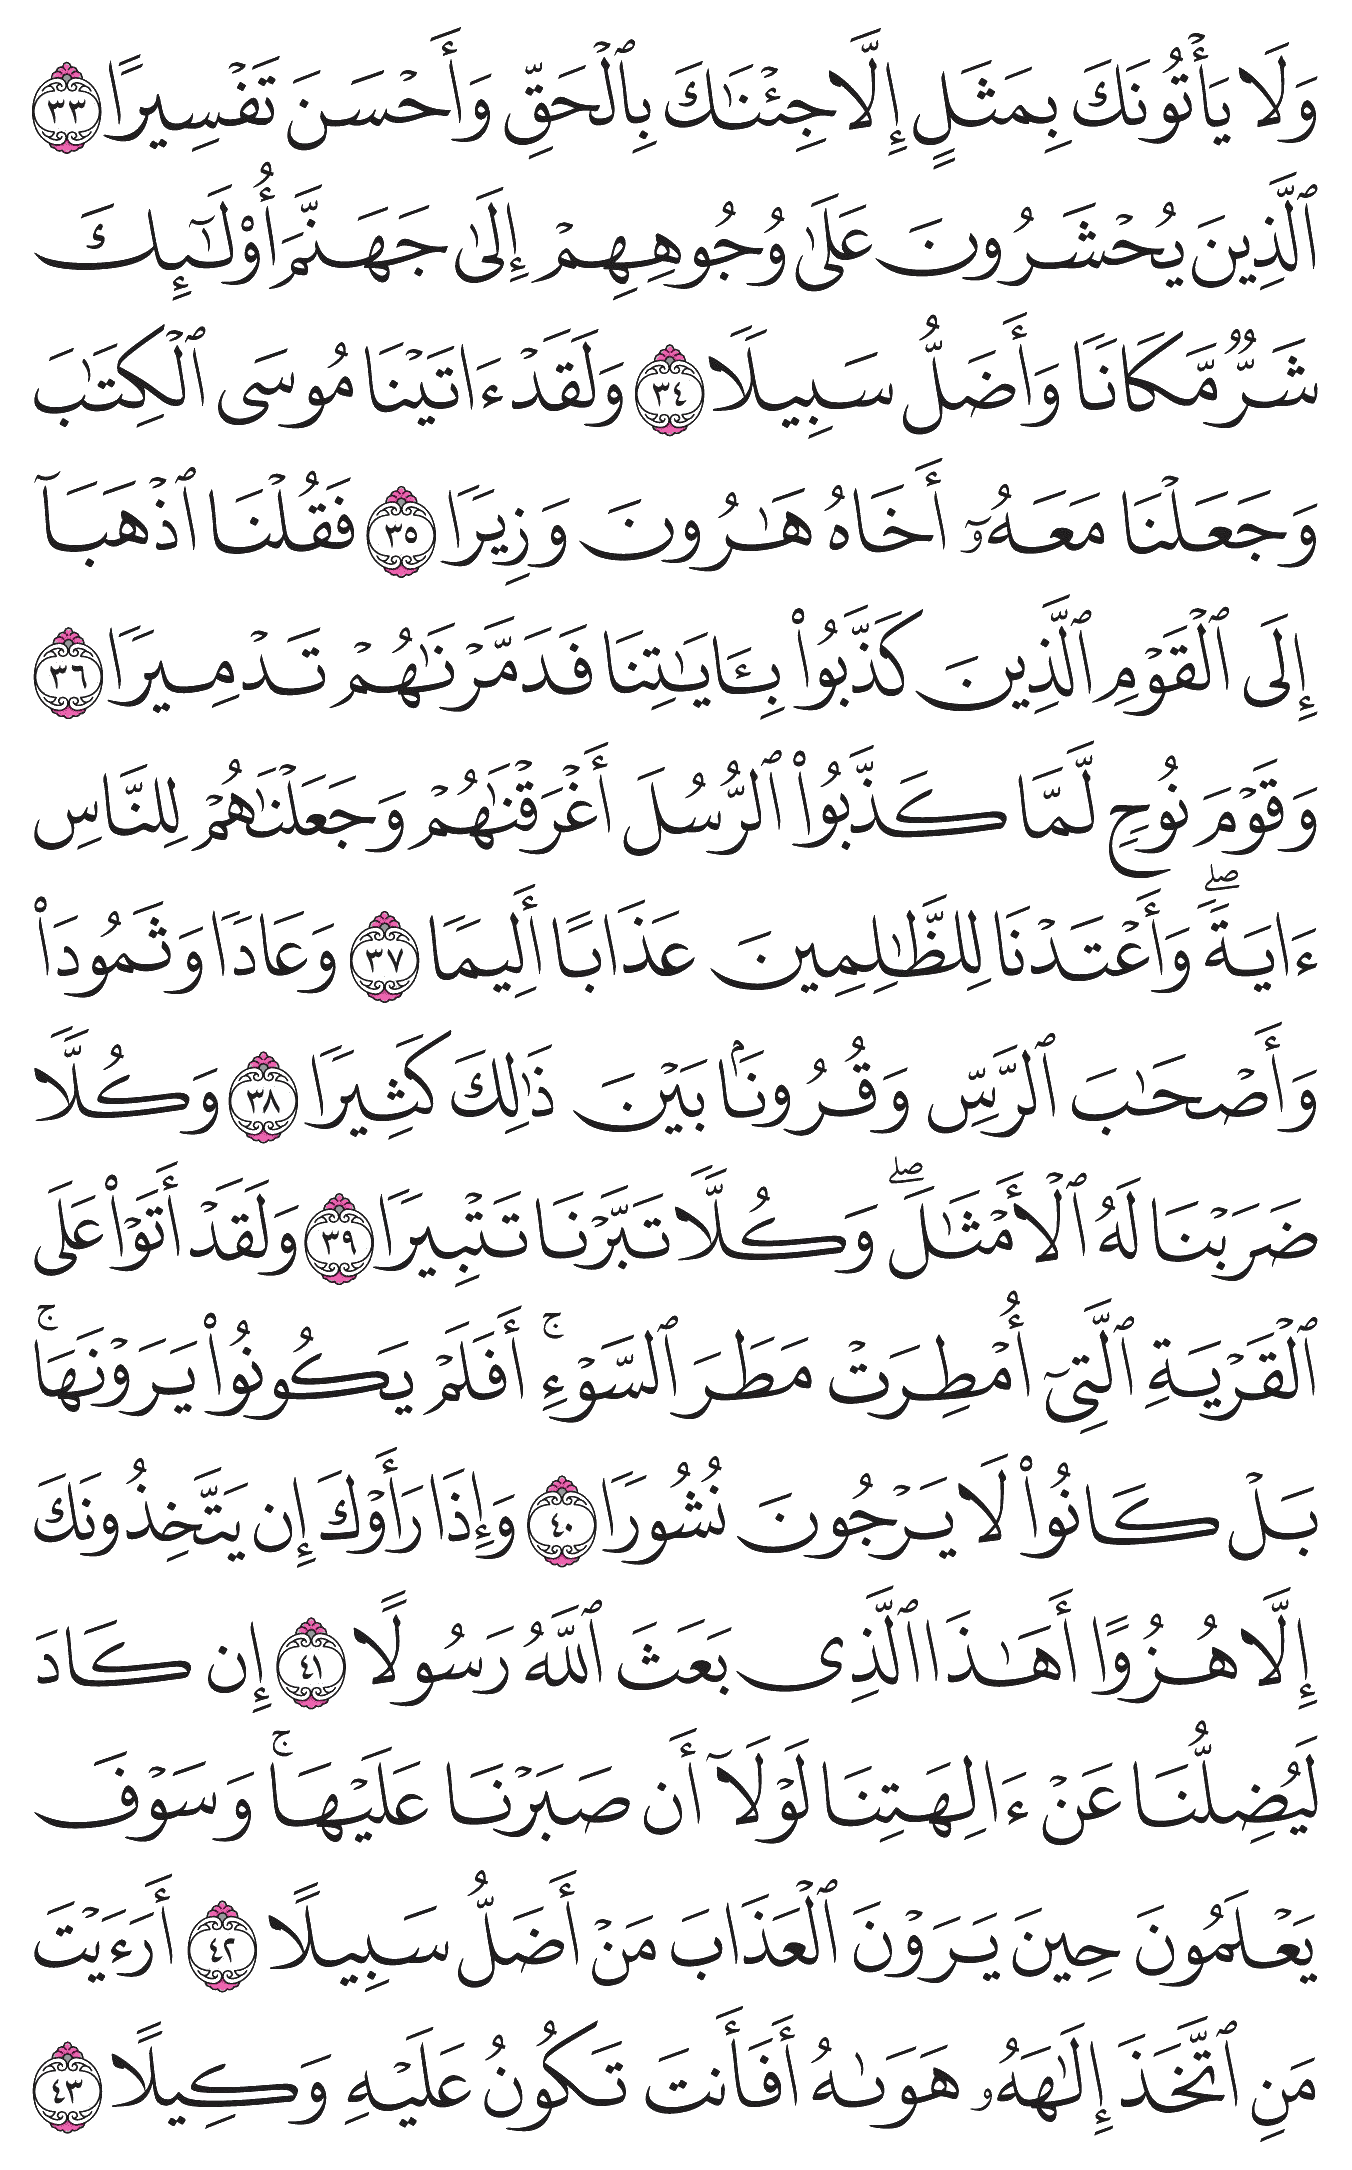 وَلَا يَأْتُونَكَ بِمَثَلٍ إِلَّا جِئْنَٰكَ بِٱلْحَقِّ وَأَحْسَنَ تَفْسِيرًا ٣٣
ٱلَّذِينَ يُحْشَرُونَ عَلَىٰ وُجُوهِهِمْ إِلَىٰ جَهَنَّمَ أُو۟لَٰٓئِكَ
شَرٌّ مَّكَانًا وَأَضَلُّ سَبِيلًا ٣٤ وَلَقَدْ ءَاتَيْنَا مُوسَى ٱلْكِتَٰبَ
وَجَعَلْنَا مَعَهُۥٓ أَخَاهُ هَٰرُونَ وَزِيرًا ٣٥ فَقُلْنَا ٱذْهَبَآ
إِلَى ٱلْقَوْمِ ٱلَّذِينَ كَذَّبُوا۟ بِـَٔايَٰتِنَا فَدَمَّرْنَٰهُمْ تَدْمِيرًا ٣٦
وَقَوْمَ نُوحٍ لَّمَّا كَذَّبُوا۟ ٱلرُّسُلَ أَغْرَقْنَٰهُمْ وَجَعَلْنَٰهُمْ لِلنَّاسِ
ءَايَةً ۖ وَأَعْتَدْنَا لِلظَّٰلِمِينَ عَذَابًا أَلِيمًا ٣٧ وَعَادًا وَثَمُودَا۟
وَأَصْحَٰبَ ٱلرَّسِّ وَقُرُونًۢا بَيْنَ ذَٰلِكَ كَثِيرًا ٣٨ وَكُلًّا
ضَرَبْنَا لَهُ ٱلْأَمْثَٰلَ ۖ وَكُلًّا تَبَّرْنَا تَتْبِيرًا ٣٩ وَلَقَدْ أَتَوْا۟ عَلَى
ٱلْقَرْيَةِ ٱلَّتِىٓ أُمْطِرَتْ مَطَرَ ٱلسَّوْءِ ۚ أَفَلَمْ يَكُونُوا۟ يَرَوْنَهَا ۚ
بَلْ كَانُوا۟ لَا يَرْجُونَ نُشُورًا ٤٠ وَإِذَا رَأَوْكَ إِن يَتَّخِذُونَكَ
إِلَّا هُزُوًا أَهَٰذَا ٱلَّذِى بَعَثَ ٱللَّهُ رَسُولًا ٤١ إِن كَادَ
لَيُضِلُّنَا عَنْ ءَالِهَتِنَا لَوْلَآ أَن صَبَرْنَا عَلَيْهَا ۚ وَسَوْفَ
يَعْلَمُونَ حِينَ يَرَوْنَ ٱلْعَذَابَ مَنْ أَضَلُّ سَبِيلًا ٤٢ أَرَءَيْتَ
مَنِ ٱتَّخَذَ إِلَٰهَهُۥ هَوَىٰهُ أَفَأَنتَ تَكُونُ عَلَيْهِ وَكِيلًا ٤٣